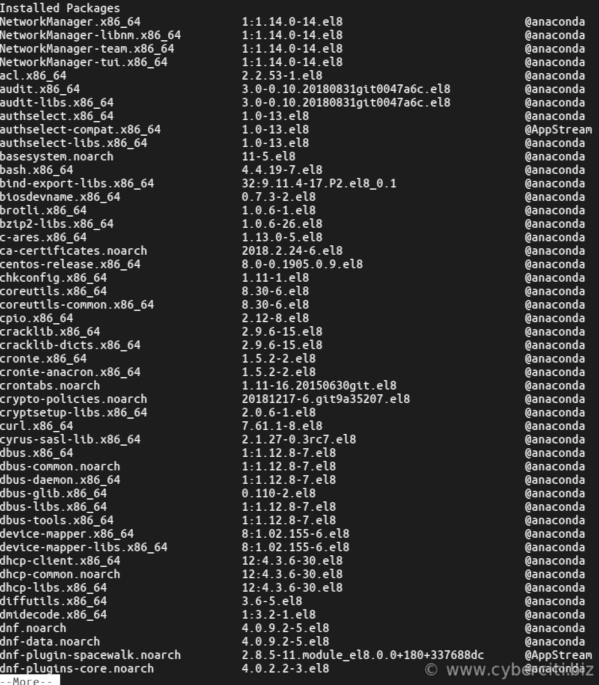 Installed Packages
NetworkManager.x86_64 1:1.14.0-14.el8 @anaconda
NetworkManager-libnm.x86_64 1:1.14.0-14.el8 @anaconda
NetworkManager-team.x86_64 1:1.14.0-14.el8 @anaconda
NetworkManager-tui.x86_64 1:1.14.0-14.el8 @anaconda
acl.x86_64 2.2.53-1.el8 @anaconda
audit.x86_64 3.0-0.10.20180831git0047a6c.el8 @anaconda
audit-libs.x86_64 3.0-0.10.20180831git0047a6c.el8 @anaconda
authselect.x86_64 1.0-13.el8 @anaconda
authselect-compat.x86_64 1.0-13.el8 @AppStream
authselect-libs.x86_64 1.0-13.el8 @anaconda
basesystem.noarch 11-5.el8 @anaconda
bash.x86_64 4.4.19-7.el8 @anaconda
bind-export-libs.x86_64 32:9.11.4-17.P2.el8_0.1 @anaconda
biosdevname.x86_64 0.7.3-2.el8 @anaconda
brotli.x86_64 1.0.6-1.el8 @anaconda
bzip2-libs.x86_64 1.0.6-26.el8 @anaconda
c-ares.x86_64 1.13.0-5.el8 @anaconda
ca-certificates.noarch 2018.2.24-6.el8 @anaconda
centos-release.x86_64 8.0-0.1905.0.9.el8 @anaconda
chkconfig.x86_64 1.11-1.el8 @anaconda
coreutils.x86_64 8.30-6.el8 @anaconda
coreutils-common.x86_64 8.30-6.el8 @anaconda
cpio.x86_64 2.12-8.el8 @anaconda
cracklib.x86_64 2.9.6-15.el8 @anaconda
cracklib-dicts.x86_64 2.9.6-15.el8 @anaconda
cronie.x86_64 1.5.2-2.el8 @anaconda
cronie-anacron.x86_64 1.5.2-2.el8 @anaconda
crontabs.noarch 1.11-16.20150630git.el8 @anaconda
crypto-policies.noarch 20181217-6.git9a35207.el8 @anaconda
cryptsetup-libs.x86_64 2.0.6-1.el8 @anaconda
curl.x86_64 7.61.1-8.el8 @anaconda
cyrus-sasl-lib.x86_64 2.1.27-0.3rc7.el8 @anaconda
dbus.x86_64 1:1.12.8-7.el8 @anaconda
dbus-common.noarch 1:1.12.8-7.el8 @anaconda
dbus-daemon.x86_64 1:1.12.8-7.el8 @anaconda
dbus-glib.x86_64 0.110-2.el8 @anaconda
dbus-libs.x86_64 1:1.12.8-7.el8 @anaconda
dbus-tools.x86_64 1:1.12.8-7.el8 @anaconda
device-mapper.x86_64 8:1.02.155-6.el8 @anaconda
device-mapper-libs.x86_64 8:1.02.155-6.el8 @anaconda
dhcp-client.x86_64 12:4.3.6-30.el8 @anaconda
dhcp-common.noarch 12:4.3.6-30.el8 @anaconda
dhcp-libs.x86_64 12:4.3.6-30.el8 @anaconda
diffutils.x86_64 3.6-5.el8 @anaconda
dmidecode.x86_64 1:3.2-1.el8 @anaconda
dnf.noarch 4.0.9.2-5.el8 @anaconda
dnf-data.noarch 4.0.9.2-5.el8 @anaconda
dnf-plugin-spacewalk.noarch 2.8.5-11.module_el8.0.0+180+337688dc @AppStream
dnf-plugins-core.noarch 4.0.2.2-3.el8 @anaconda
© www.cyberciti.biz
--More--